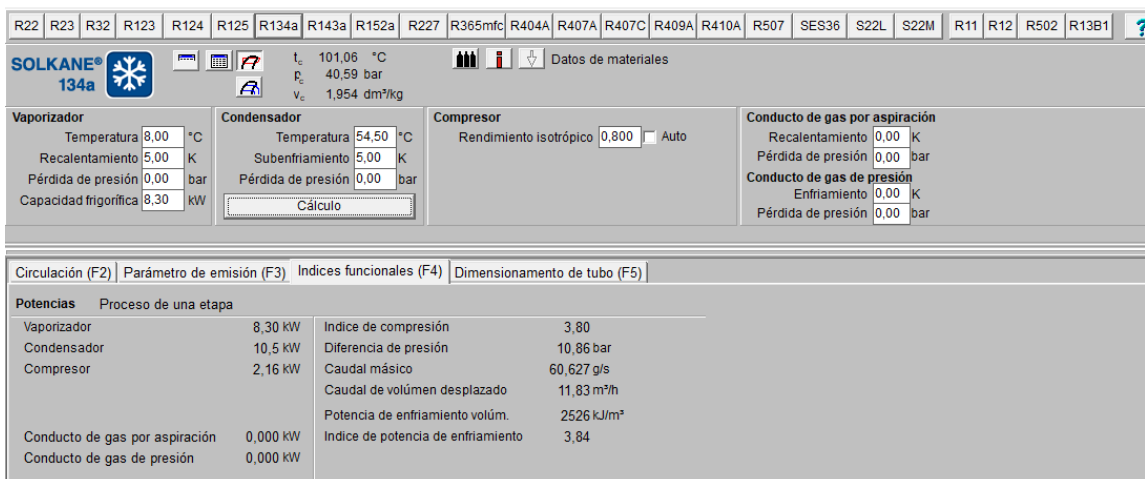 R22 R23 R32 R123 R124 R125 R134a R143a R152a R227 R365mfc R404A R407A R407C R409A R410A R507 SES36 S22L S22M R11 R12 R502 R13B1 ?
SOLKANE® 134a
t_c 101,06 °C
p_c 40,59 bar
v_c 1,954 dm³/kg
Datos de materiales
Vaporizador
Temperatura 8,00 °C
Recalentamiento 5,00 K
Pérdida de presión 0,00 bar
Capacidad frigorífica 8,30 kW
Condensador
Temperatura 54,50 °C
Subenfriamiento 5,00 K
Pérdida de presión 0,00 bar
Cálculo
Compresor
Rendimiento isotrópico 0,800 Auto
Conducto de gas por aspiración
Recalentamiento 0,00 K
Pérdida de presión 0,00 bar
Conducto de gas de presión
Enfriamiento 0,00 K
Pérdida de presión 0,00 bar
Circulación (F2) Parámetro de emisión (F3) Indices funcionales (F4) Dimensionamento de tubo (F5)
Potencias Proceso de una etapa
Vaporizador 8,30 kW
Condensador 10,5 kW
Compresor 2,16 kW
Conducto de gas por aspiración 0,000 kW
Conducto de gas de presión 0,000 kW
Indice de compresión 3,80
Diferencia de presión 10,86 bar
Caudal másico 60,627 g/s
Caudal de volúmen desplazado 11,83 m³/h
Potencia de enfriamiento volúm. 2526 kJ/m³
Indice de potencia de enfriamiento 3,84